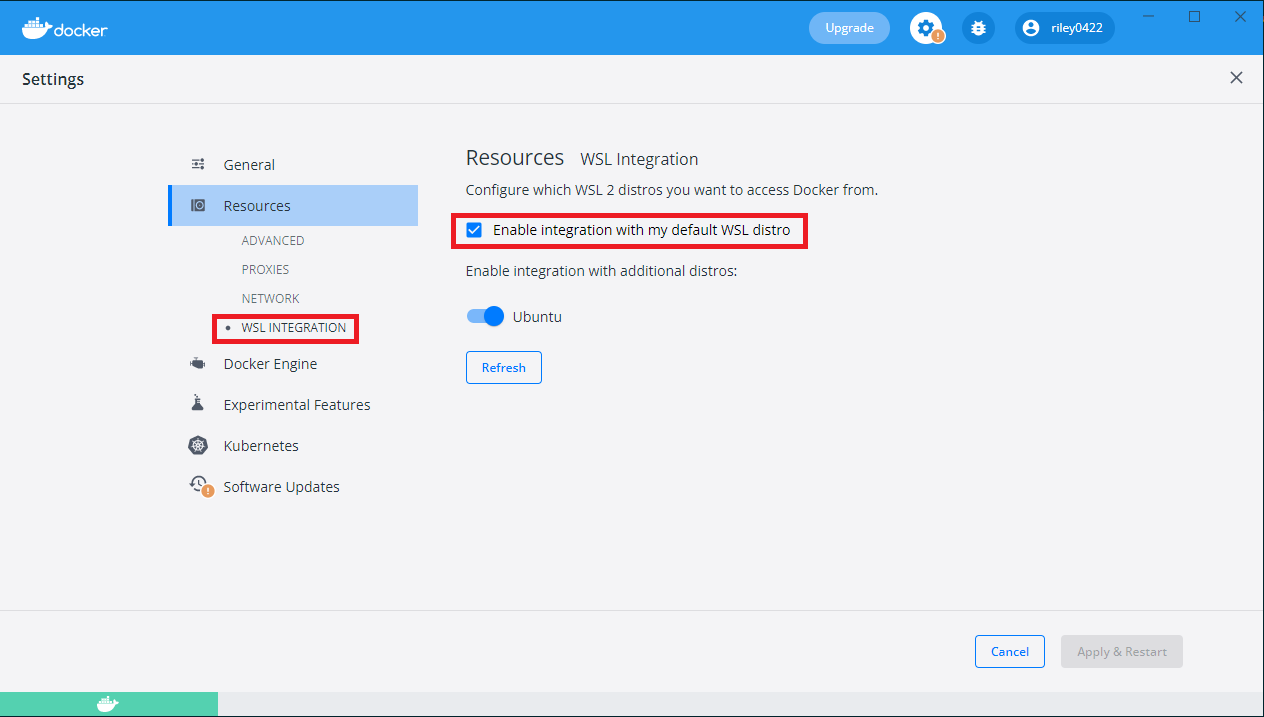 docker
Upgrade
riley0422
Settings
General
Resources
ADVANCED
PROXIES
NETWORK
WSL INTEGRATION
Docker Engine
Experimental Features
Kubernetes
Software Updates
Resources WSL Integration
Configure which WSL 2 distros you want to access Docker from.
Enable integration with my default WSL distro
Enable integration with additional distros:
Ubuntu
Refresh
Cancel
Apply & Restart